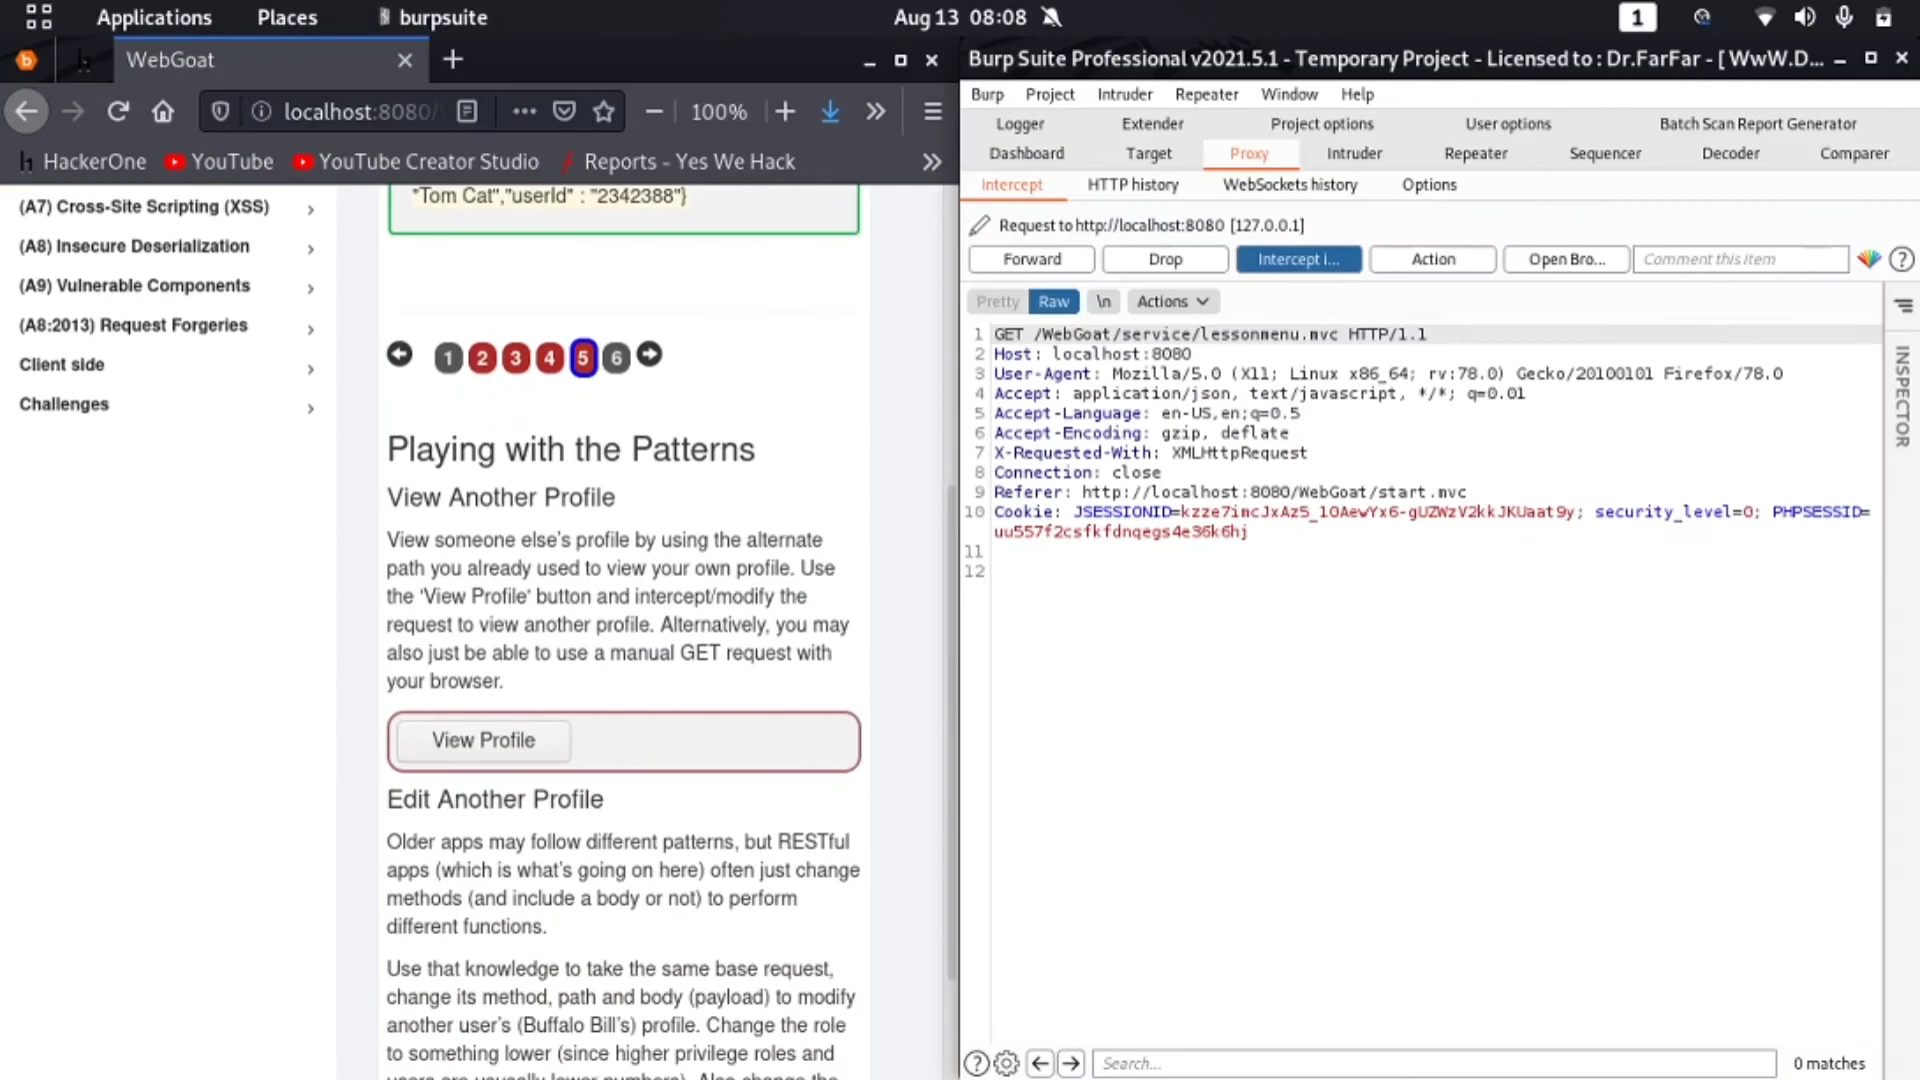 Applications Places burpsuite Aug 13 08:08 1
WebGoat
localhost:8080/ 100%
HackerOne YouTube YouTube Creator Studio Reports - Yes We Hack
(A7) Cross-Site Scripting (XSS)
(A8) Insecure Deserialization
(A9) Vulnerable Components
(A8:2013) Request Forgeries
Client side
Challenges
"Tom Cat","userId" : "2342388"}
1 2 3 4 5 6
Playing with the Patterns
View Another Profile
View someone else's profile by using the alternate
path you already used to view your own profile. Use
the 'View Profile' button and intercept/modify the
request to view another profile. Alternatively, you may
also just be able to use a manual GET request with
your browser.
View Profile
Edit Another Profile
Older apps may follow different patterns, but RESTful
apps (which is what's going on here) often just change
methods (and include a body or not) to perform
different functions.
Use that knowledge to take the same base request,
change its method, path and body (payload) to modify
another user's (Buffalo Bill's) profile. Change the role
to something lower (since higher privilege roles and
users are usually lower numbers). Also change the
Burp Suite Professional v2021.5.1 - Temporary Project - Licensed to : Dr.FarFar - [ WwW.D...
Burp Project Intruder Repeater Window Help
Logger Extender Project options User options Batch Scan Report Generator
Dashboard Target Proxy Intruder Repeater Sequencer Decoder Comparer
Intercept HTTP history WebSockets history Options
Request to http://localhost:8080 [127.0.0.1]
Forward Drop Intercept i... Action Open Bro... Comment this item
Pretty Raw \n Actions
1 GET /WebGoat/service/lessonmenu.mvc HTTP/1.1
2 Host: localhost:8080
3 User-Agent: Mozilla/5.0 (X11; Linux x86_64; rv:78.0) Gecko/20100101 Firefox/78.0
4 Accept: application/json, text/javascript, */*; q=0.01
5 Accept-Language: en-US,en;q=0.5
6 Accept-Encoding: gzip, deflate
7 X-Requested-With: XMLHttpRequest
8 Connection: close
9 Referer: http://localhost:8080/WebGoat/start.mvc
10 Cookie: JSESSIONID=kzze7incJxAz5_1OAewYx6-gUZWzV2kkJKUaat9y; security_level=0; PHPSESSID=
uu557f2csfkfdnqegs4e36k6hj
11
12
INSPECTOR
Search... 0 matches